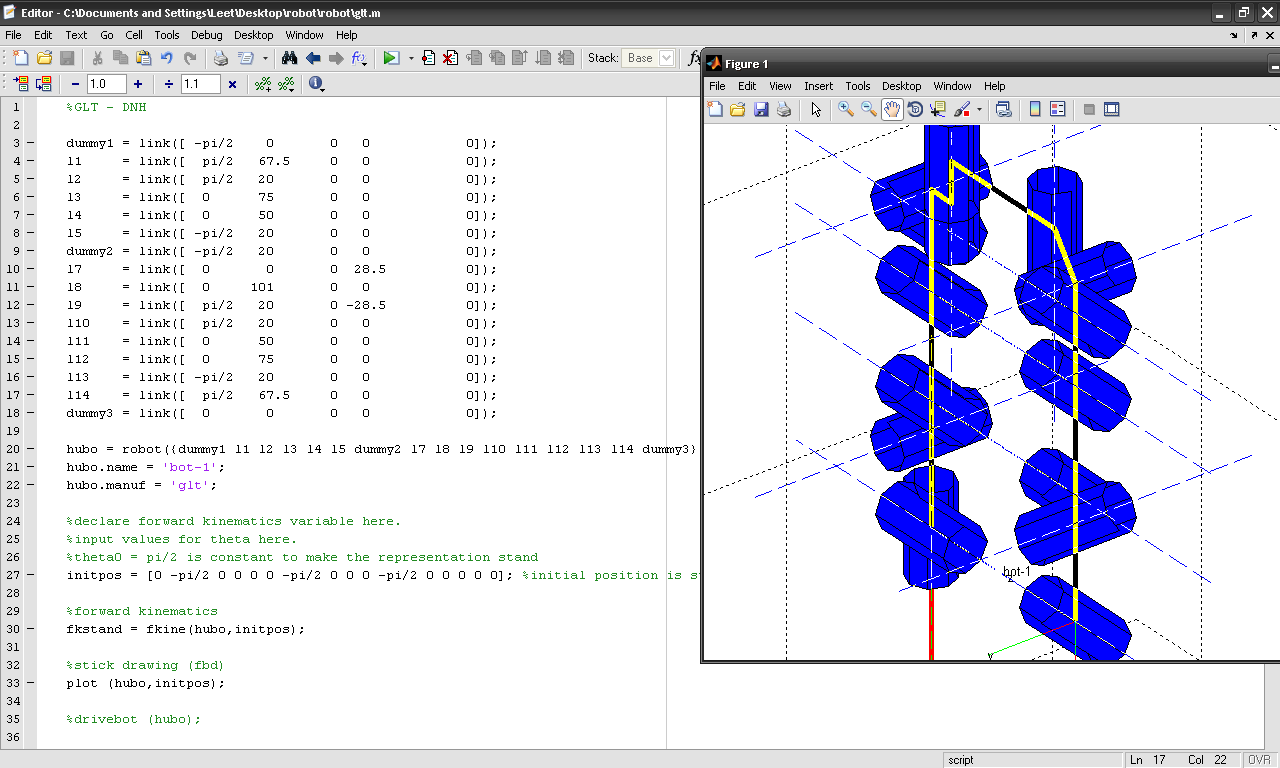 Editor - C:\Documents and Settings\Leet\Desktop\robot\robot\glt.m
File Edit Text Go Cell Tools Debug Desktop Window Help
Stack: Base
1.0 1.1
1 %GLT - DNH
2
3 dummy1 = link([ -pi/2 0 0 0 0]);
4 l1 = link([ pi/2 67.5 0 0 0]);
5 l2 = link([ pi/2 20 0 0 0]);
6 l3 = link([ 0 75 0 0 0]);
7 l4 = link([ 0 50 0 0 0]);
8 l5 = link([ -pi/2 20 0 0 0]);
9 dummy2 = link([ -pi/2 20 0 0 0]);
10 l7 = link([ 0 0 0 28.5 0]);
11 l8 = link([ 0 101 0 0 0]);
12 l9 = link([ pi/2 20 0 -28.5 0]);
13 l10 = link([ pi/2 20 0 0 0]);
14 l11 = link([ 0 50 0 0 0]);
15 l12 = link([ 0 75 0 0 0]);
16 l13 = link([ -pi/2 20 0 0 0]);
17 l14 = link([ pi/2 67.5 0 0 0]);
18 dummy3 = link([ 0 0 0 0 0]);
19
20 hubo = robot({dummy1 l1 l2 l3 l4 l5 dummy2 l7 l8 l9 l10 l11 l12 l13 l14 dummy3}
21 hubo.name = 'bot-1';
22 hubo.manuf = 'glt';
23
24 %declare forward kinematics variable here.
25 %input values for theta here.
26 %theta0 = pi/2 is constant to make the representation stand
27 initpos = [0 -pi/2 0 0 0 0 -pi/2 0 0 0 -pi/2 0 0 0 0 0]; %initial position is
28
29 %forward kinematics
30 fkstand = fkine(hubo,initpos);
31
32 %stick drawing (fbd)
33 plot (hubo,initpos);
34
35 %drivebot (hubo);
36
Figure 1
File Edit View Insert Tools Desktop Window Help
bot-1
z
y
script Ln 17 Col 22 OVR